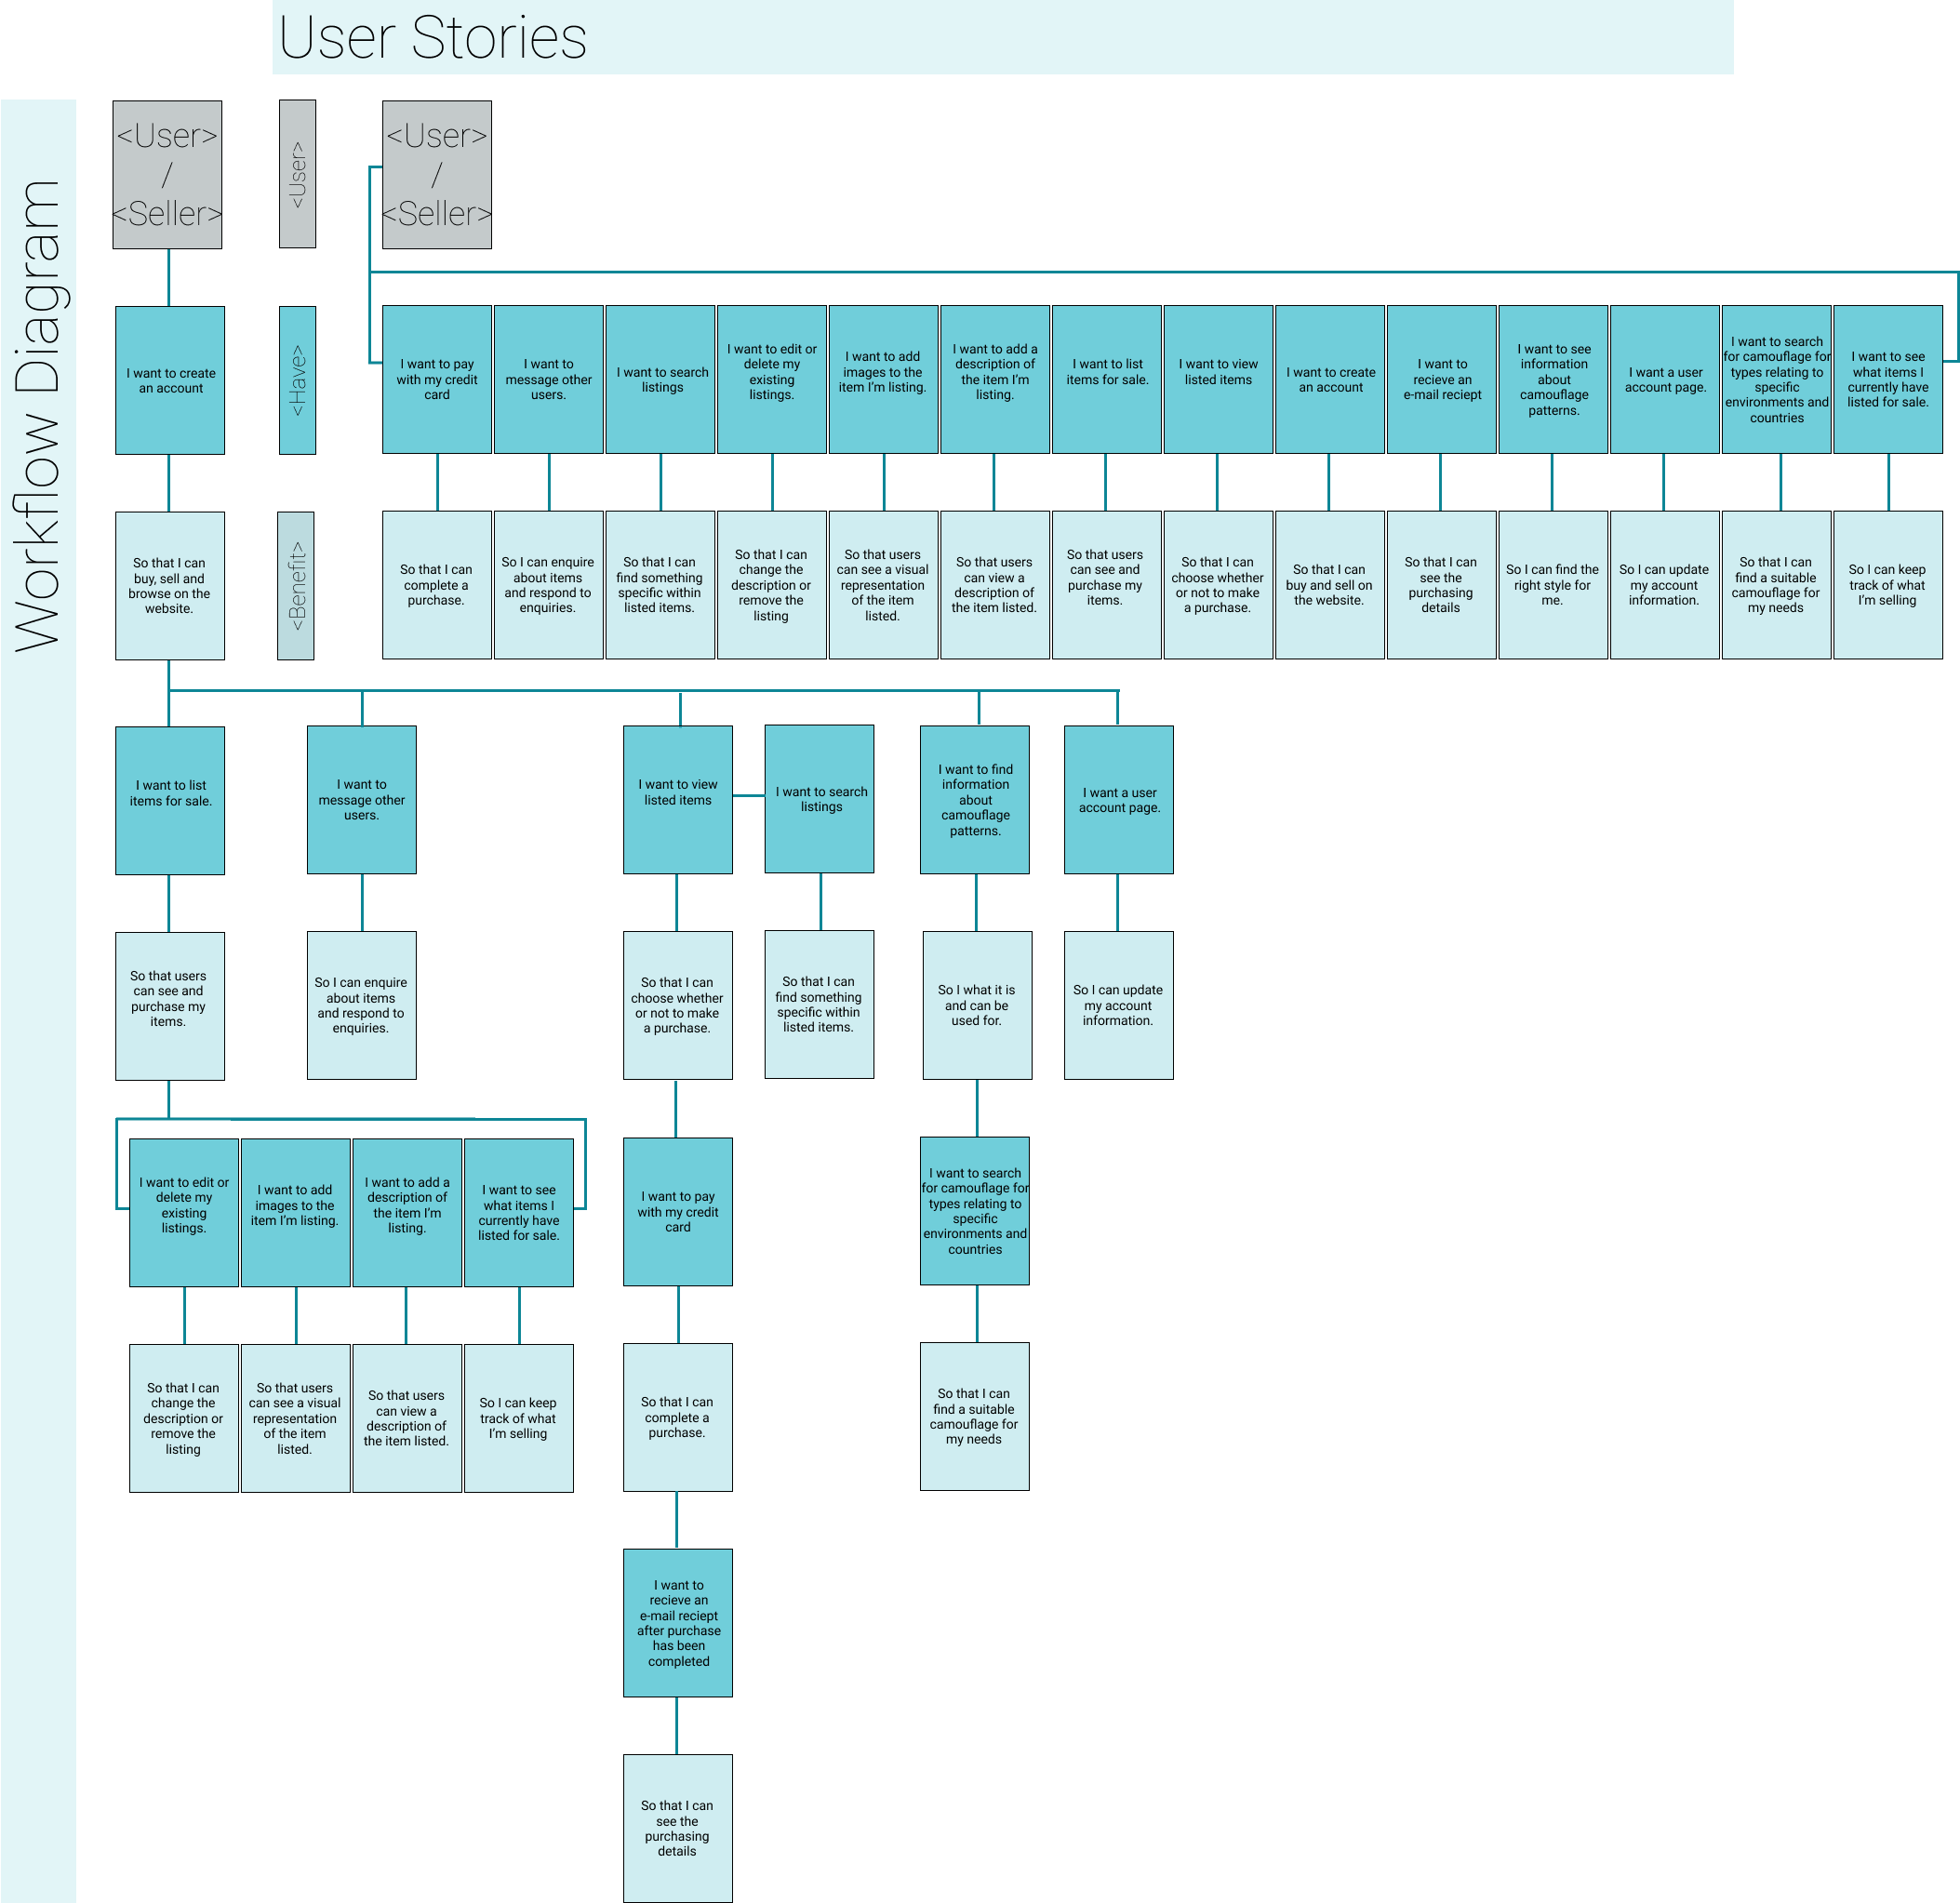 User Stories
Workflow Diagram
<User>
/
<Seller>
<User>
<User>
/
<Seller>
I want to create
an account
<Have>
I want to pay
with my credit
card
I want to
message other
users.
I want to search
listings
I want to edit or
delete my
existing
listings.
I want to add
images to the
item I'm listing.
I want to add a
description of
the item I'm
listing.
I want to list
items for sale.
I want to view
listed items
I want to create
an account
I want to
recieve an
e-mail reciept
I want to see
information
about
camouflage
patterns.
I want a user
account page.
I want to search
for camouflage for
types relating to
specific
environments and
countries
I want to see
what items I
currently have
listed for sale.
So that I can
buy, sell and
browse on the
website.
<Benefit>
So that I can
complete a
purchase.
So I can enquire
about items
and respond to
enquiries.
So that I can
find something
specific within
listed items.
So that I can
change the
description or
remove the
listing
So that users
can see a visual
representation
of the item
listed.
So that users
can view a
description of
the item listed.
So that users
can see and
purchase my
items.
So that I can
choose whether
or not to make
a purchase.
So that I can
buy and sell on
the website.
So that I can
see the
purchasing
details
So I can find the
right style for
me.
So I can update
my account
information.
So that I can
find a suitable
camouflage for
my needs
So I can keep
track of what
I'm selling
I want to list
items for sale.
I want to
message other
users.
I want to view
listed items
I want to search
listings
I want to find
information
about
camouflage
patterns.
I want a user
account page.
So that users
can see and
purchase my
items.
So I can enquire
about items
and respond to
enquiries.
So that I can
choose whether
or not to make
a purchase.
So that I can
find something
specific within
listed items.
So I what it is
and can be
used for.
So I can update
my account
information.
I want to edit or
delete my
existing
listings.
I want to add
images to the
item I'm listing.
I want to add a
description of
the item I'm
listing.
I want to see
what items I
currently have
listed for sale.
I want to pay
with my credit
card
I want to search
for camouflage for
types relating to
specific
environments and
countries
So that I can
change the
description or
remove the
listing
So that users
can see a visual
representation
of the item
listed.
So that users
can view a
description of
the item listed.
So I can keep
track of what
I'm selling
So that I can
complete a
purchase.
So that I can
find a suitable
camouflage for
my needs
I want to
recieve an
e-mail reciept
after purchase
has been
completed
So that I can
see the
purchasing
details